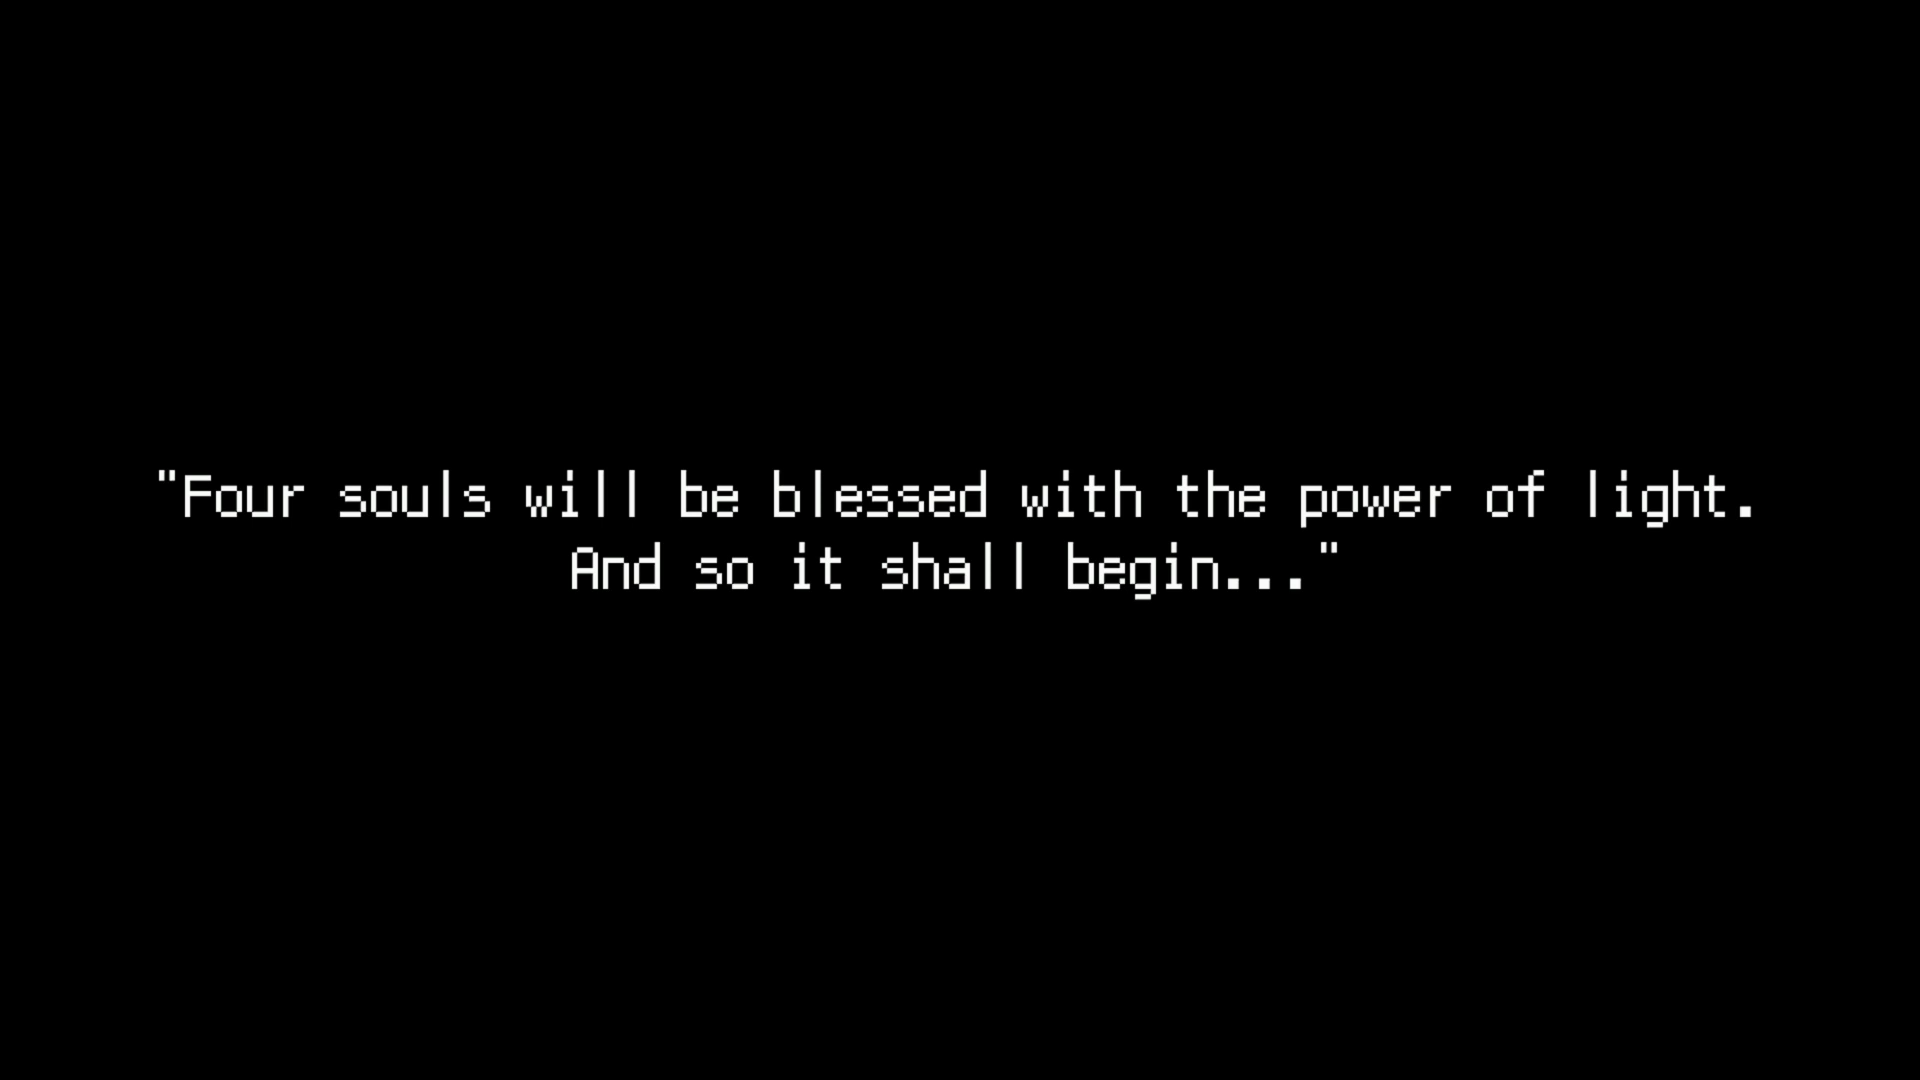 "Four souls will be blessed with the power of light.
And so it shall begin..."